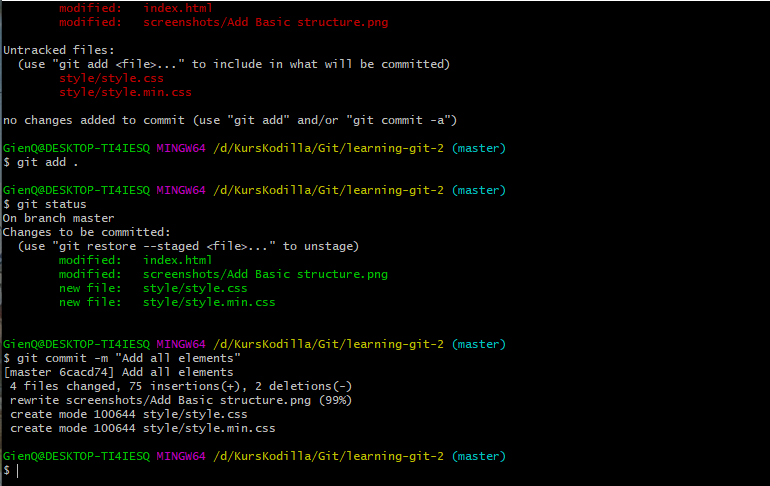 modified:   index.html
modified:   screenshots/Add Basic structure.png
Untracked files:
(use "git add <file>..." to include in what will be committed)
style/style.css
style/style.min.css
no changes added to commit (use "git add" and/or "git commit -a")
GienQ@DESKTOP-TI4IESQ MINGW64 /d/KursKodilla/Git/learning-git-2 (master)
$ git add .
GienQ@DESKTOP-TI4IESQ MINGW64 /d/KursKodilla/Git/learning-git-2 (master)
$ git status
On branch master
Changes to be committed:
(use "git restore --staged <file>..." to unstage)
modified:   index.html
modified:   screenshots/Add Basic structure.png
new file:   style/style.css
new file:   style/style.min.css
GienQ@DESKTOP-TI4IESQ MINGW64 /d/KursKodilla/Git/learning-git-2 (master)
$ git commit -m "Add all elements"
[master 6cacd74] Add all elements
4 files changed, 75 insertions(+), 2 deletions(-)
rewrite screenshots/Add Basic structure.png (99%)
create mode 100644 style/style.css
create mode 100644 style/style.min.css
GienQ@DESKTOP-TI4IESQ MINGW64 /d/KursKodilla/Git/learning-git-2 (master)
$